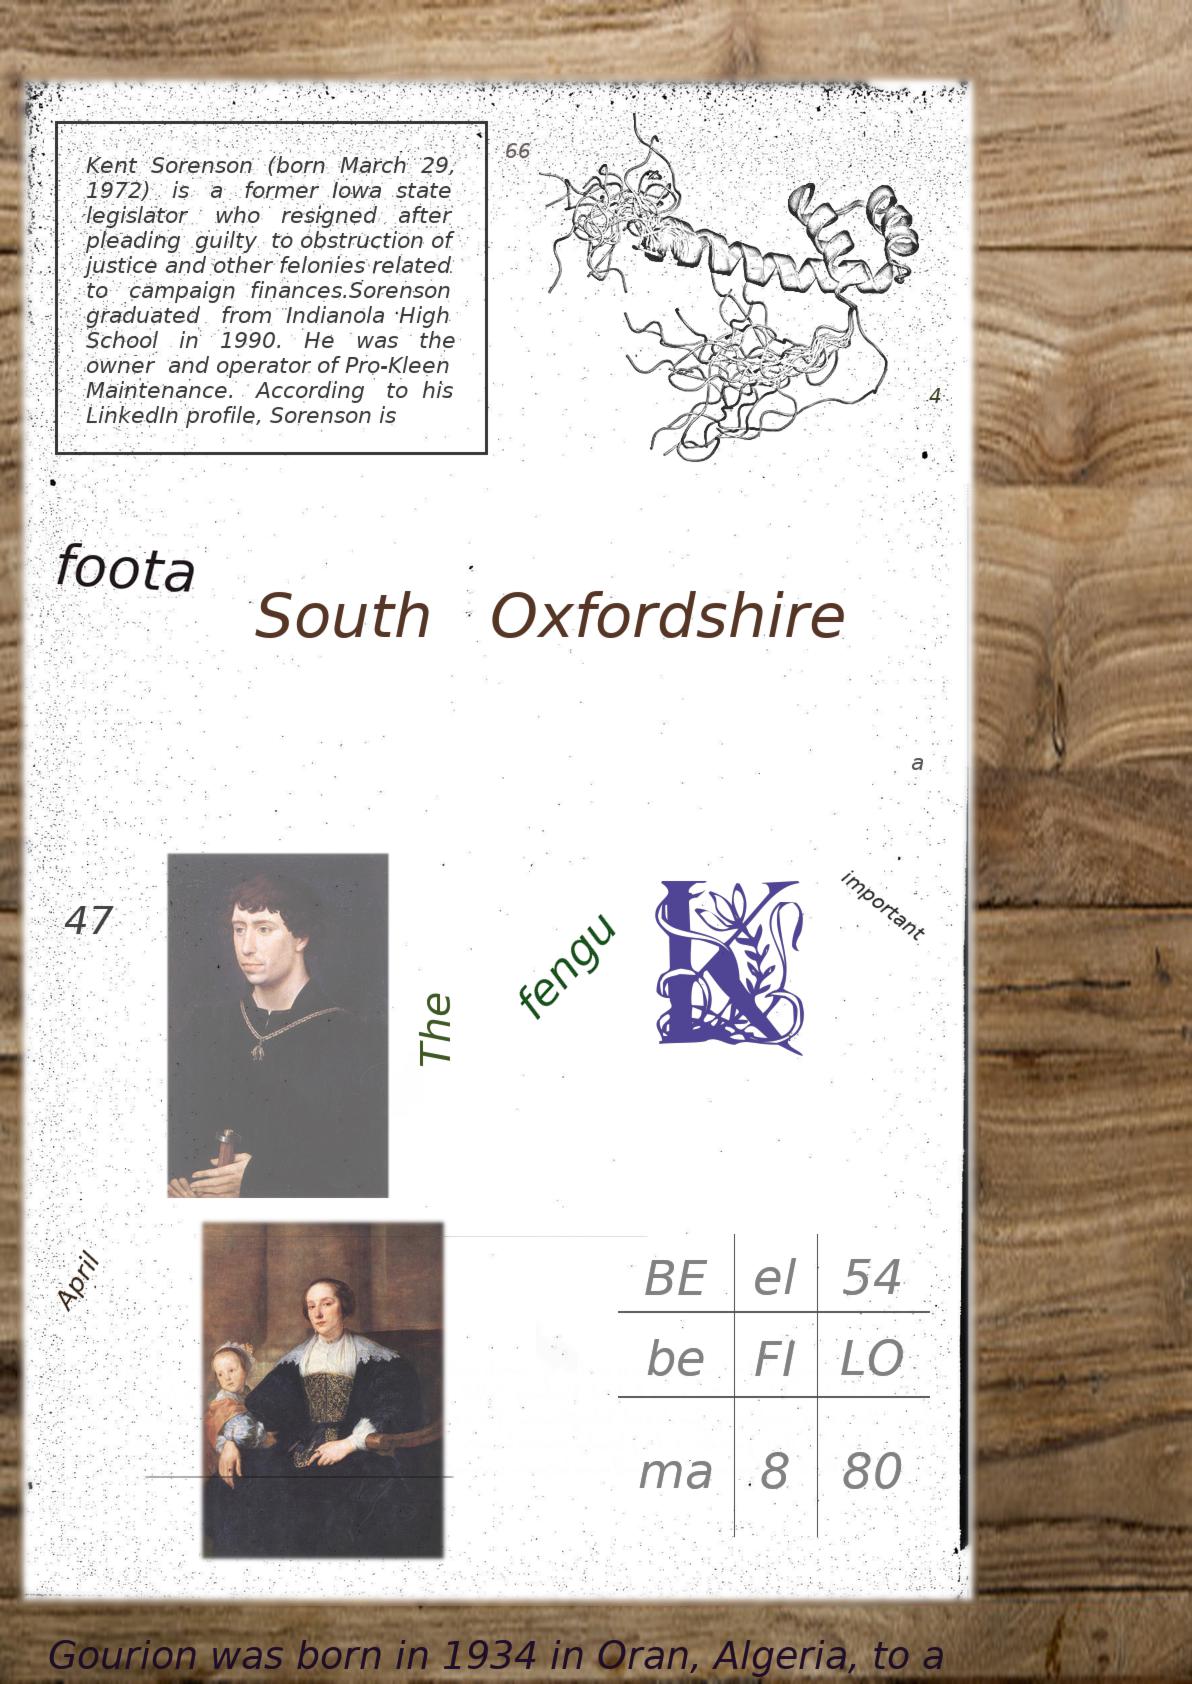 Kent Sorenson (born March 29,
1972) is a former Iowa state
legislator who resigned after
pleading guilty to obstruction of
justice and other felonies related
to campaign finances.Sorenson
graduated from Indianola High
School in 1990. He was the
owner and operator of Pro-Kleen
Maintenance. According to his
LinkedIn profile, Sorenson is
66
4
foota
South Oxfordshire
a
47
The
fengu
K
important
April
BE el 54
be FI LO
ma 8 80
Gourion was born in 1934 in Oran, Algeria, to a